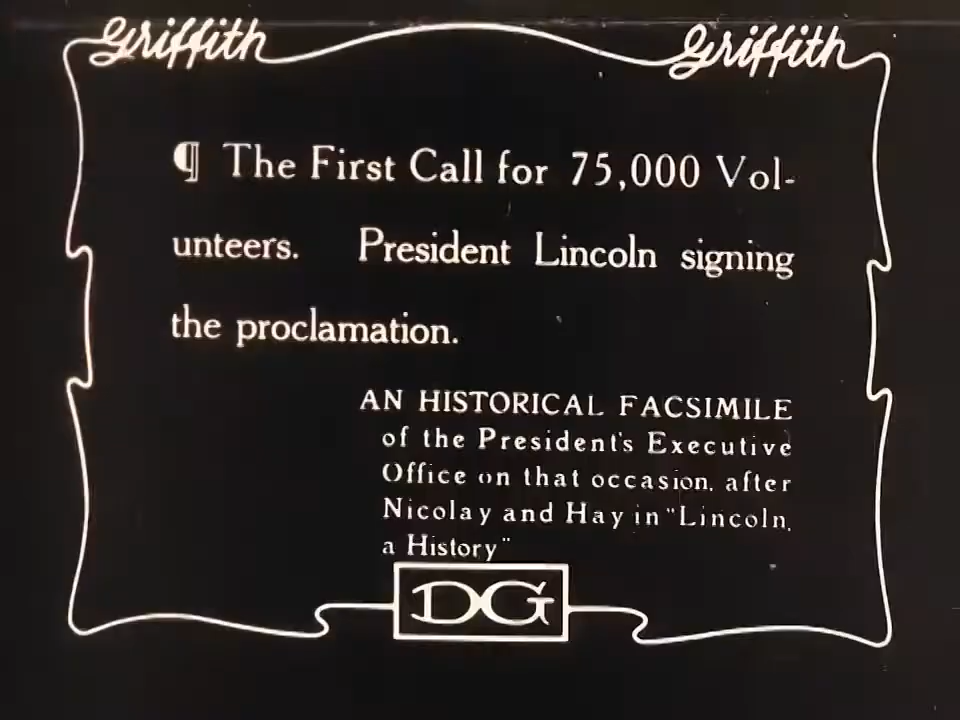 Griffith Griffith
¶ The First Call for 75,000 Vol-
unteers. President Lincoln signing
the proclamation.
AN HISTORICAL FACSIMILE
of the President's Executive
Office on that occasion, after
Nicolay and Hay in "Lincoln,
a History"
DG